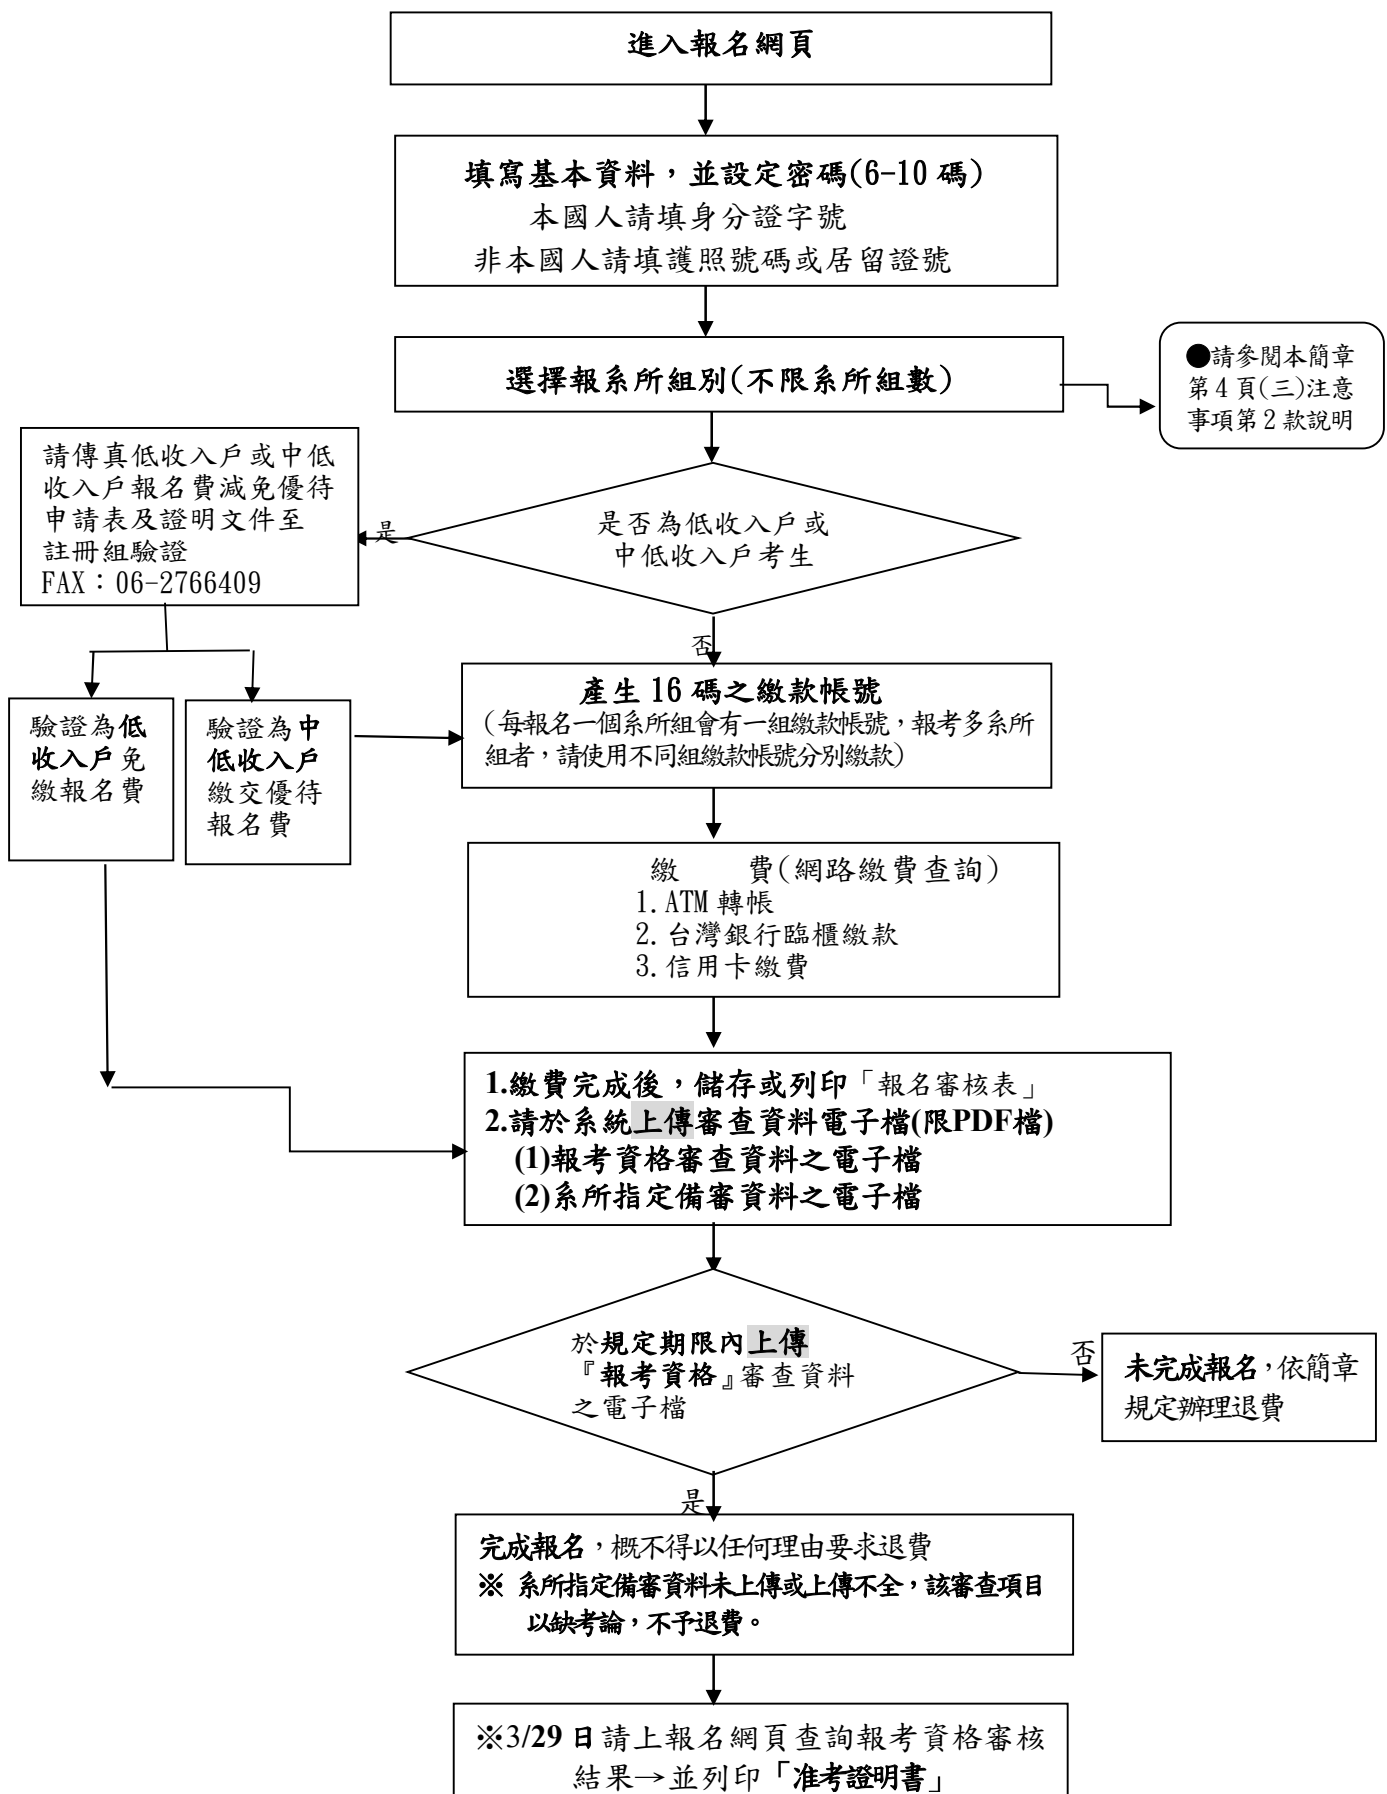 進入報名網頁
填寫基本資料，並設定密碼(6-10 碼)
本國人請填身分證字號
非本國人請填護照號碼或居留證號
選擇報系所組別(不限系所組數)
●請參閱本簡章
第 4 頁(三)注意
事項第 2 款說明
請傳真低收入戶或中低
收入戶報名費減免優待
申請表及證明文件至
註冊組驗證
FAX：06-2766409
是
是否為低收入戶或
中低收入戶考生
否
驗證為低
收入戶免
繳報名費
驗證為中
低收入戶
繳交優待
報名費
產生 16 碼之繳款帳號
(每報名一個系所組會有一組繳款帳號，報考多系所
組者，請使用不同組繳款帳號分別繳款)
繳　　費(網路繳費查詢)
1. ATM 轉帳
2. 台灣銀行臨櫃繳款
3. 信用卡繳費
1.繳費完成後，儲存或列印「報名審核表」
2.請於系統上傳審查資料電子檔(限PDF檔)
(1)報考資格審查資料之電子檔
(2)系所指定備審資料之電子檔
於規定期限內上傳
『報考資格』審查資料
之電子檔
否
未完成報名，依簡章
規定辦理退費
是
完成報名，概不得以任何理由要求退費
※ 系所指定備審資料未上傳或上傳不全，該審查項目
以缺考論，不予退費。
※3/29 日請上報名網頁查詢報考資格審核
結果→並列印「准考證明書」